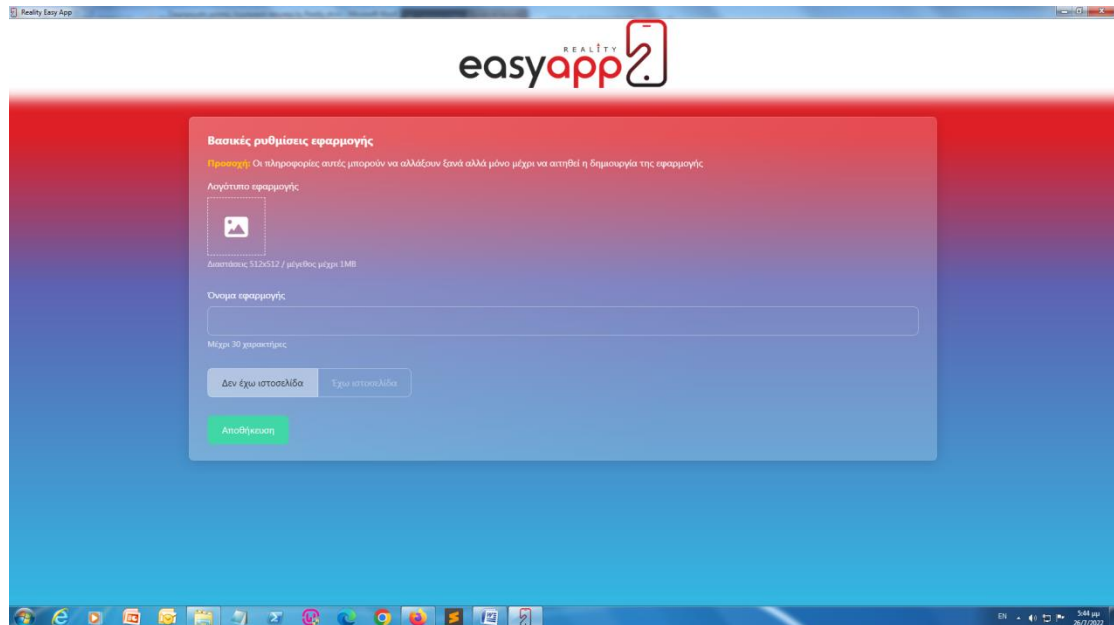 Reality Easy App
REALITY
easyapp
Βασικές ρυθμίσεις εφαρμογής
Προσοχή: Οι πληροφορίες αυτές μπορούν να αλλάξουν ξανά αλλά μόνο μέχρι να αιτηθεί η δημιουργία της εφαρμογής
Λογότυπο εφαρμογής
Διαστάσεις 512x512 / μέγεθος μέχρι 1MB
Όνομα εφαρμογής
Μέχρι 30 χαρακτήρες
Δεν έχω ιστοσελίδα Έχω ιστοσελίδα
Αποθήκευση
EN 5:44 μμ
26/7/2022